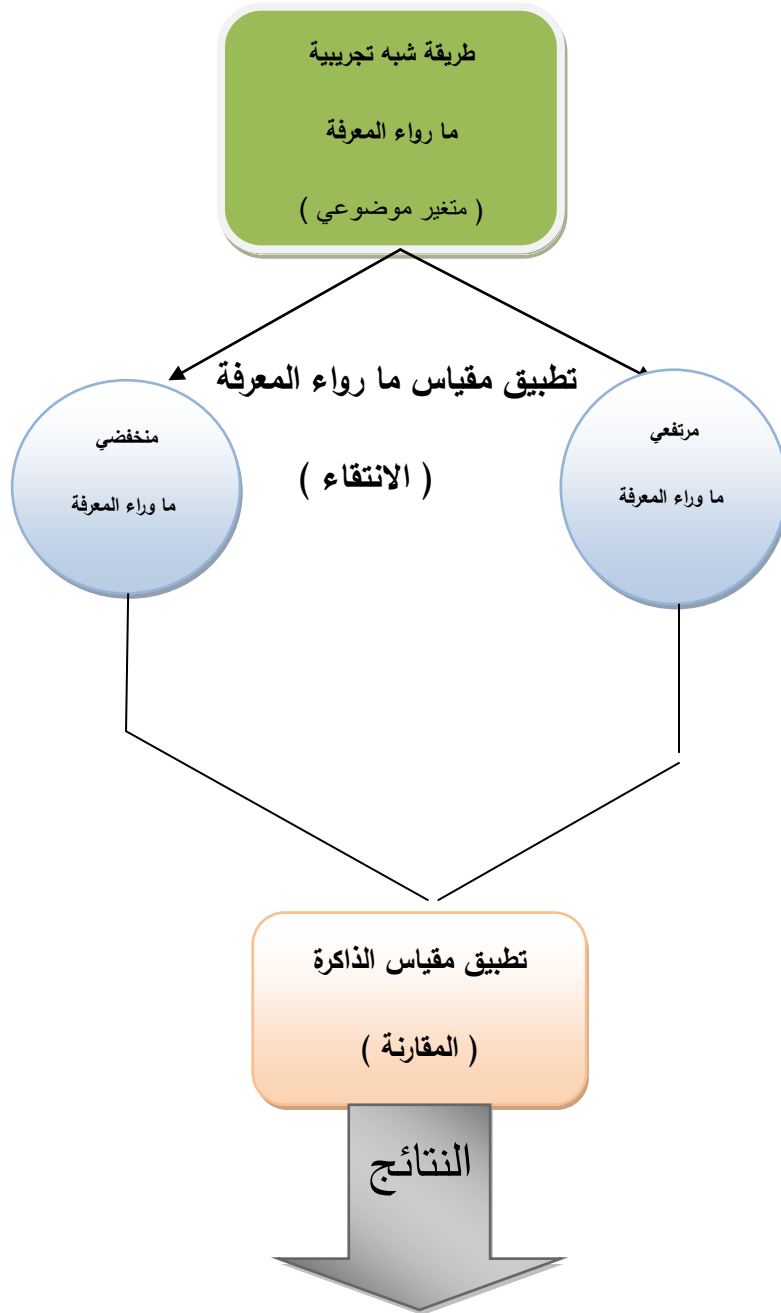 طريقة شبه تجريبية
ما رواء المعرفة
( متغير موضوعي )
تطبيق مقياس ما رواء المعرفة
( الانتقاء )
مرتفعي
ما وراء المعرفة
منخفضي
ما وراء المعرفة
تطبيق مقياس الذاكرة
( المقارنة )
النتائج